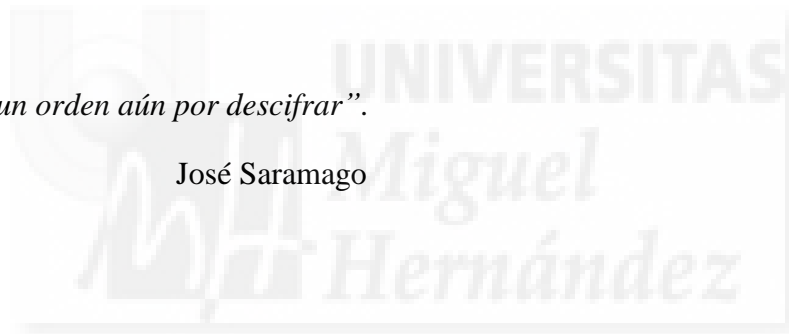 UNIVERSITAS
un orden aún por descifrar”.
José Saramago
Miguel
Hernández